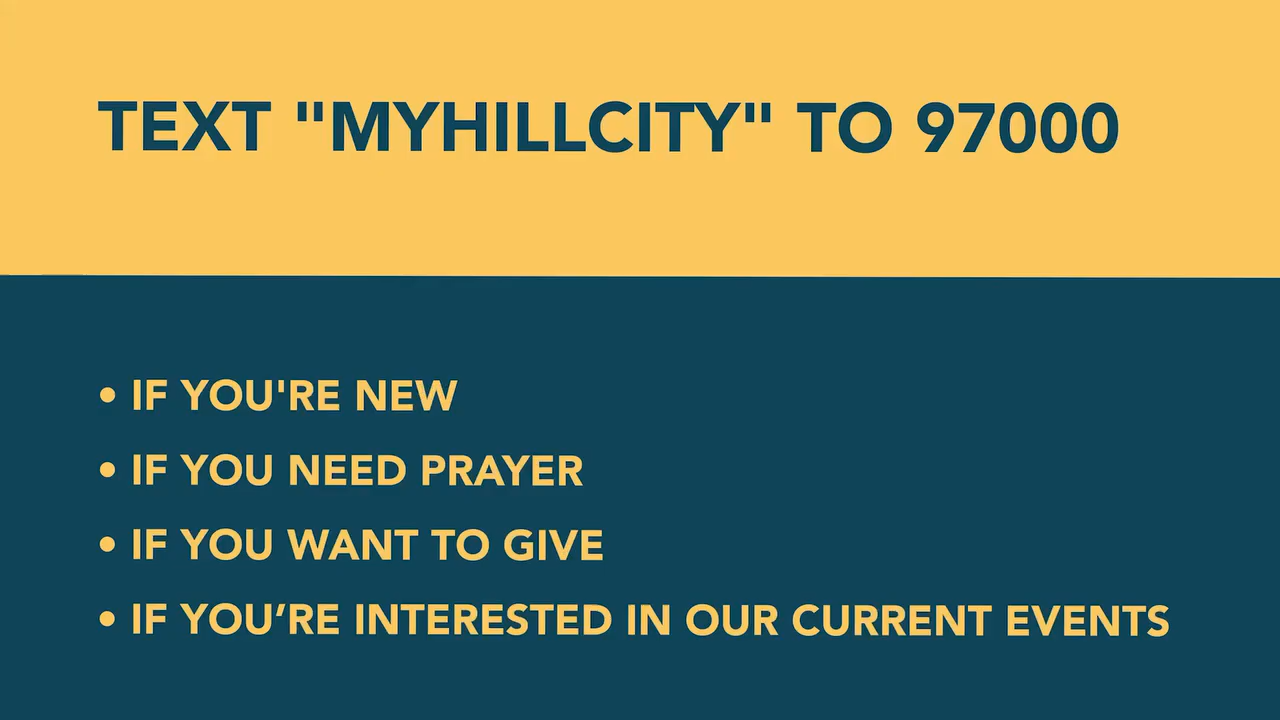 TEXT "MYHILLCITY" TO 97000
• IF YOU'RE NEW
• IF YOU NEED PRAYER
• IF YOU WANT TO GIVE
• IF YOU’RE INTERESTED IN OUR CURRENT EVENTS